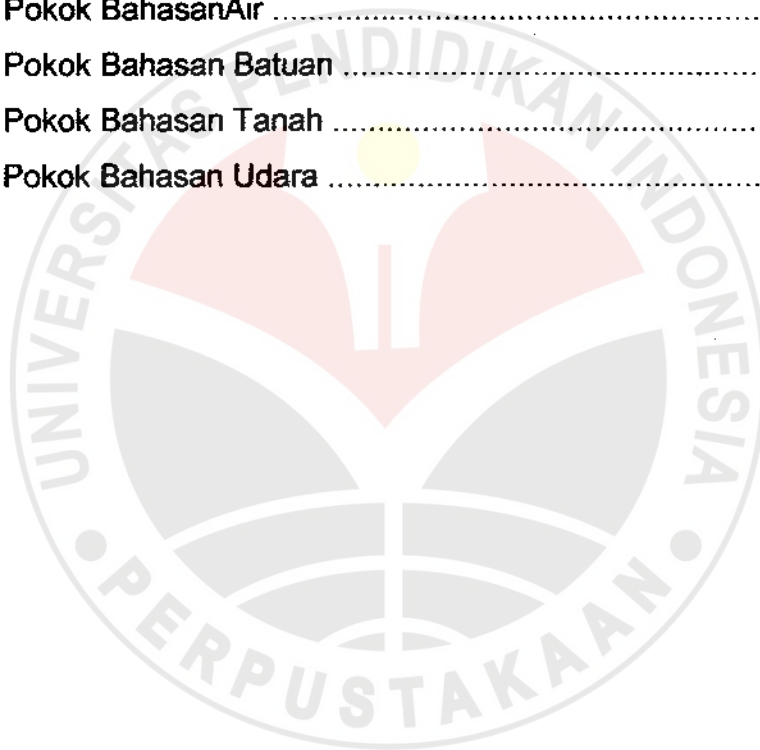 Pokok BahasanAir ..........................................................
Pokok Bahasan Batuan ..................................................
Pokok Bahasan Tanah ...................................................
Pokok Bahasan Udara ...................................................
UNIVERSITAS PENDIDIKAN INDONESIA
PERPUSTAKAAN